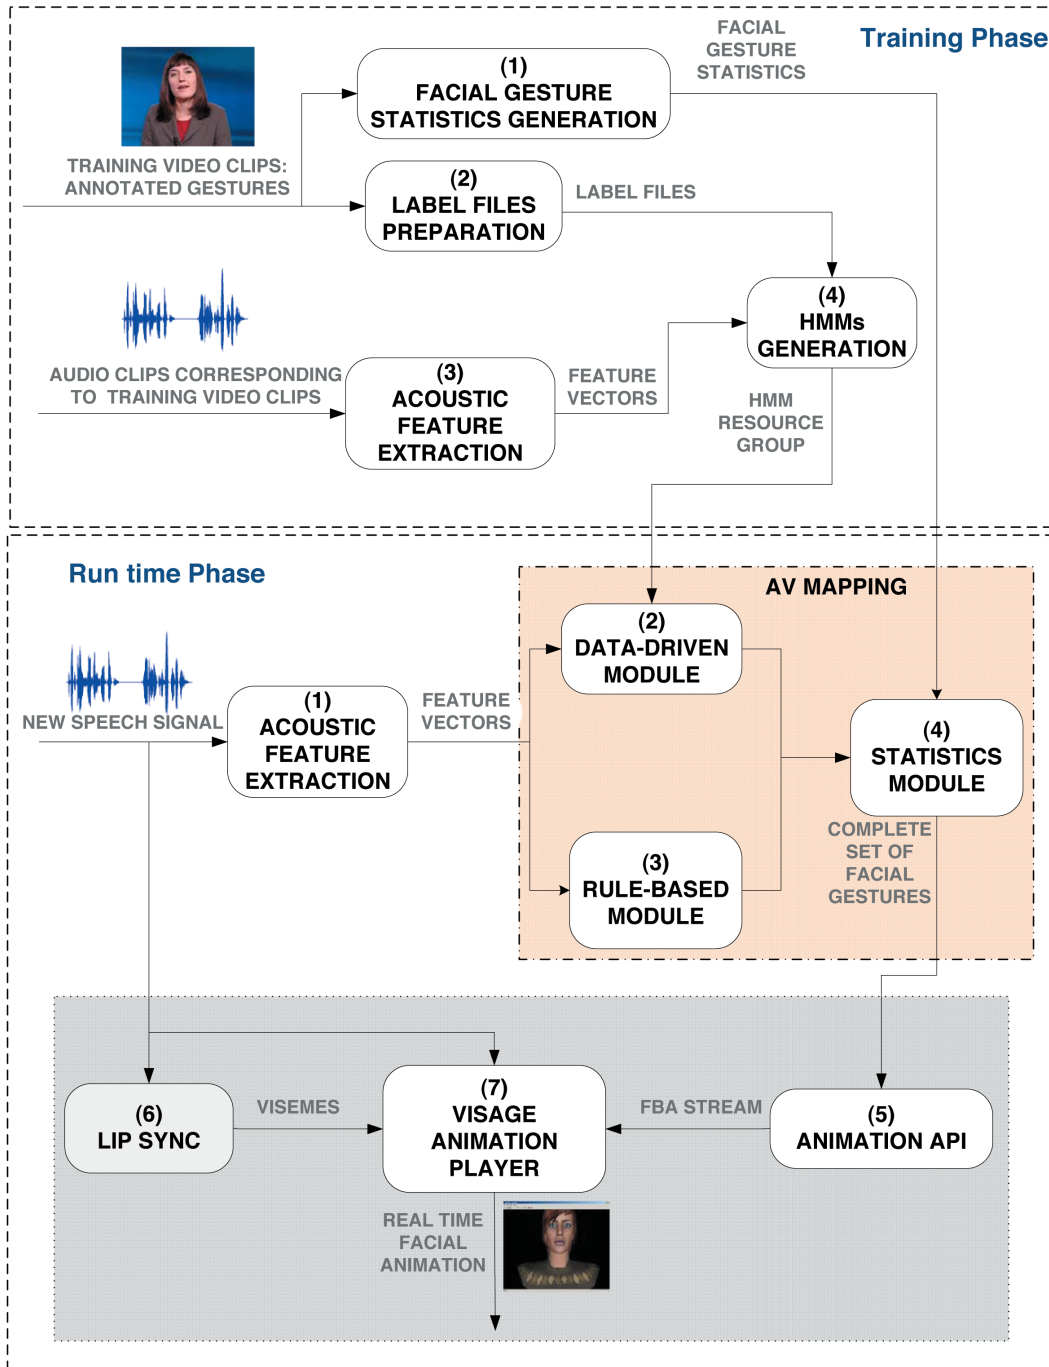 Training Phase
FACIAL
GESTURE
STATISTICS
(1)
FACIAL GESTURE
STATISTICS GENERATION
TRAINING VIDEO CLIPS:
ANNOTATED GESTURES
(2)
LABEL FILES
PREPARATION
LABEL FILES
(4)
HMMs
GENERATION
AUDIO CLIPS CORRESPONDING
TO TRAINING VIDEO CLIPS
(3)
ACOUSTIC
FEATURE
EXTRACTION
FEATURE
VECTORS
HMM
RESOURCE
GROUP
Run time Phase
AV MAPPING
(2)
DATA-DRIVEN
MODULE
NEW SPEECH SIGNAL
(1)
ACOUSTIC
FEATURE
EXTRACTION
FEATURE
VECTORS
(4)
STATISTICS
MODULE
(3)
RULE-BASED
MODULE
COMPLETE
SET OF
FACIAL
GESTURES
(6)
LIP SYNC
VISEMES
(7)
VISAGE
ANIMATION
PLAYER
FBA STREAM
(5)
ANIMATION API
REAL TIME
FACIAL
ANIMATION